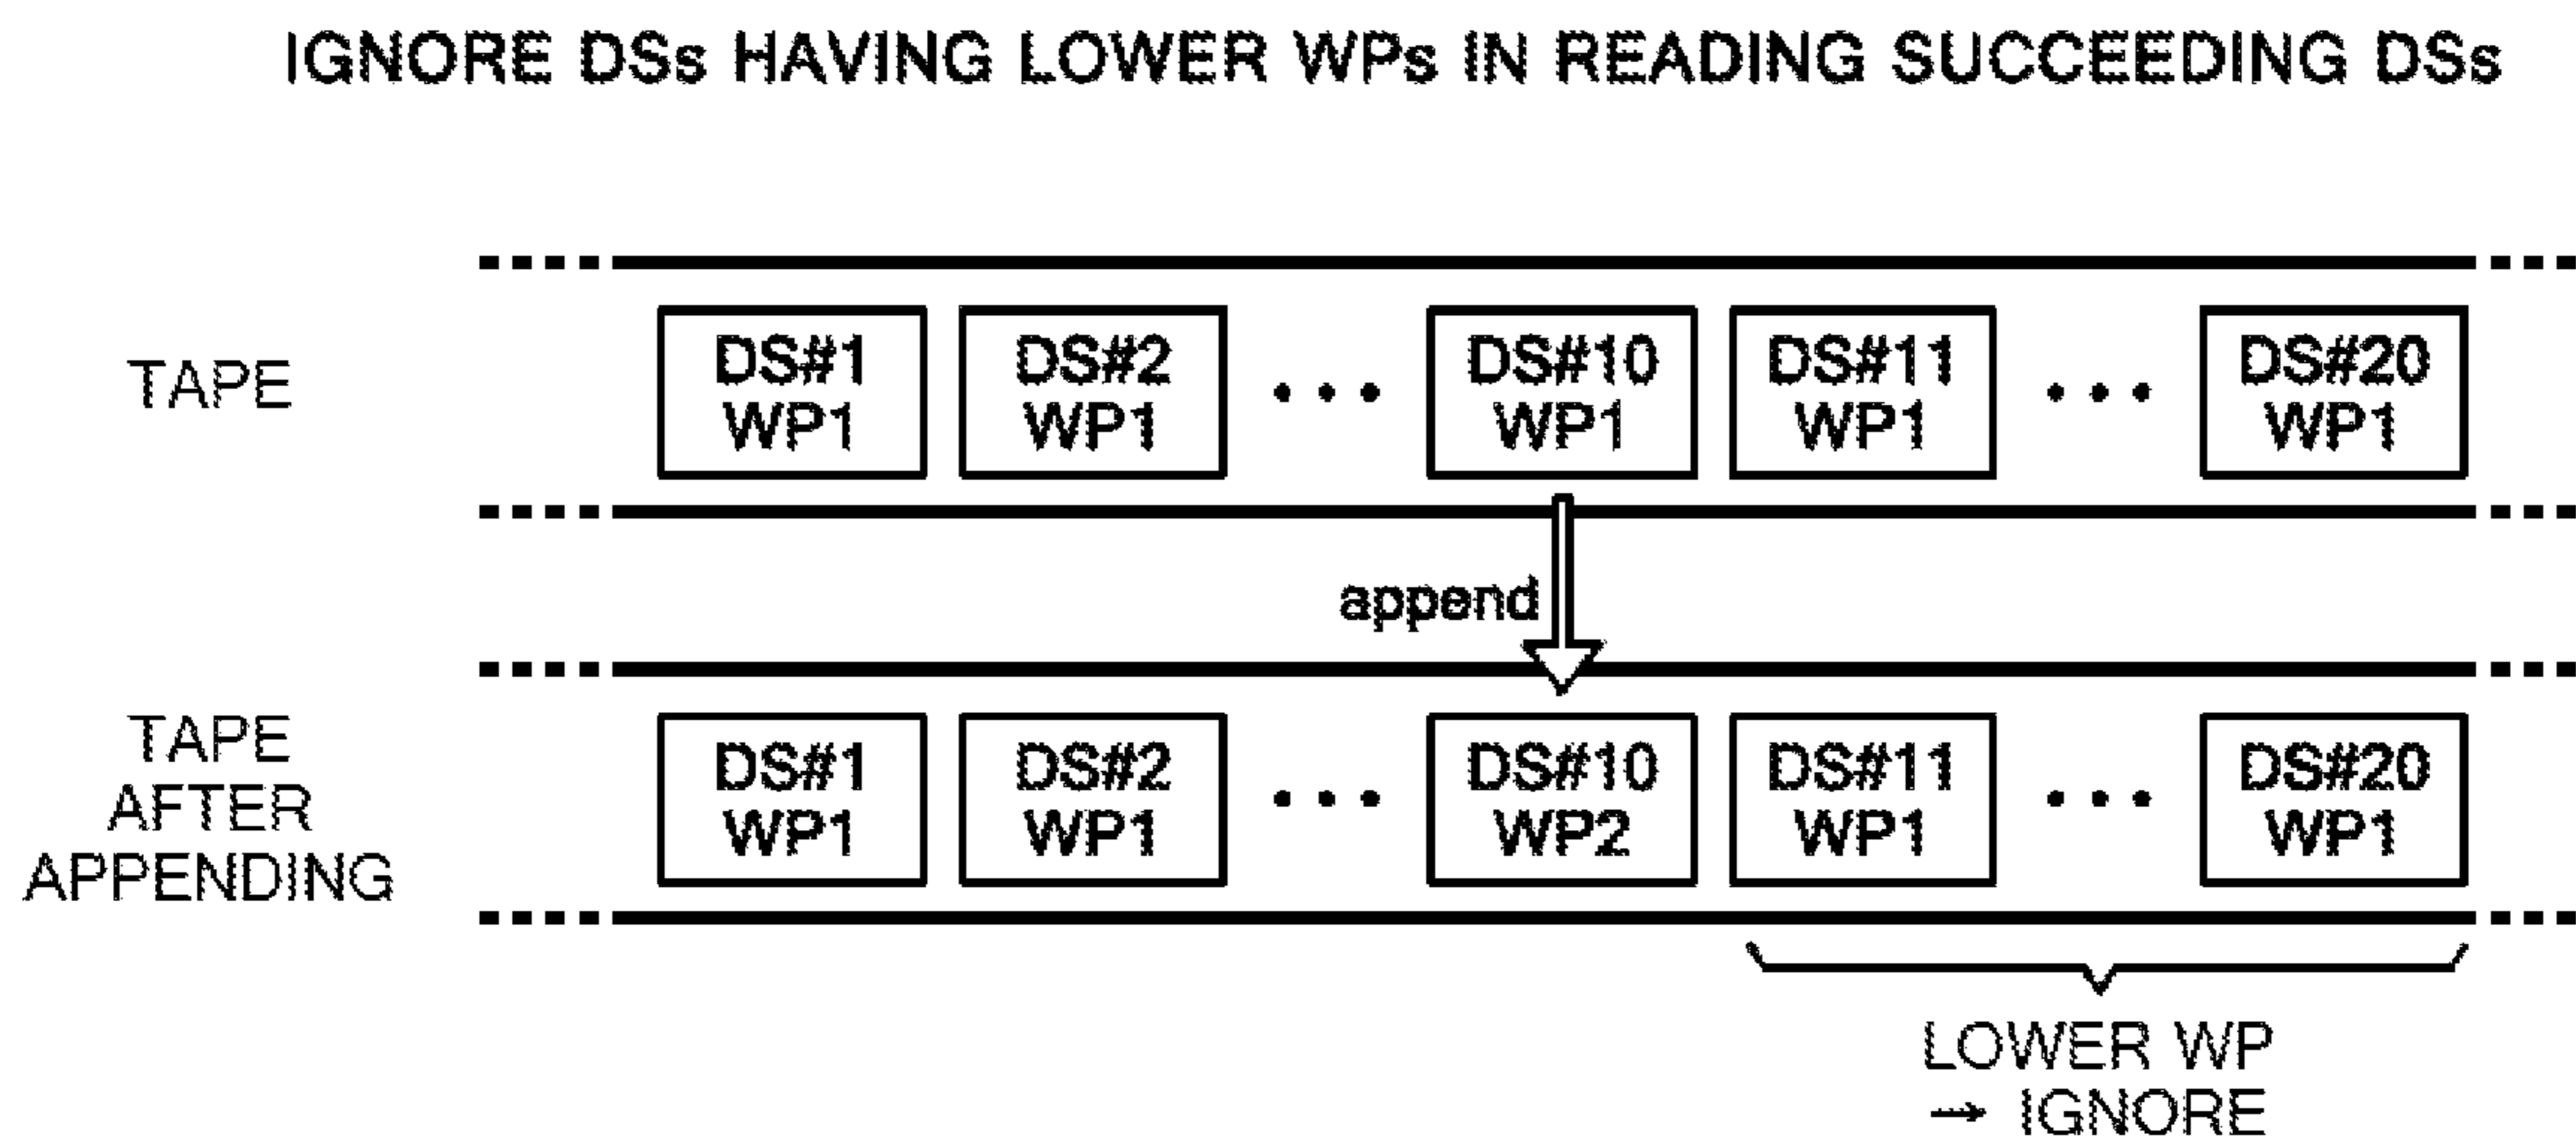 IGNORE DSs HAVING LOWER WPs IN READING SUCCEEDING DSs
TAPE
DS#1
WP1
DS#2
WP1
• • •
DS#10
WP1
DS#11
WP1
• • •
DS#20
WP1
append
TAPE
AFTER
APPENDING
DS#1
WP1
DS#2
WP1
• • •
DS#10
WP2
DS#11
WP1
• • •
DS#20
WP1
LOWER WP
→ IGNORE